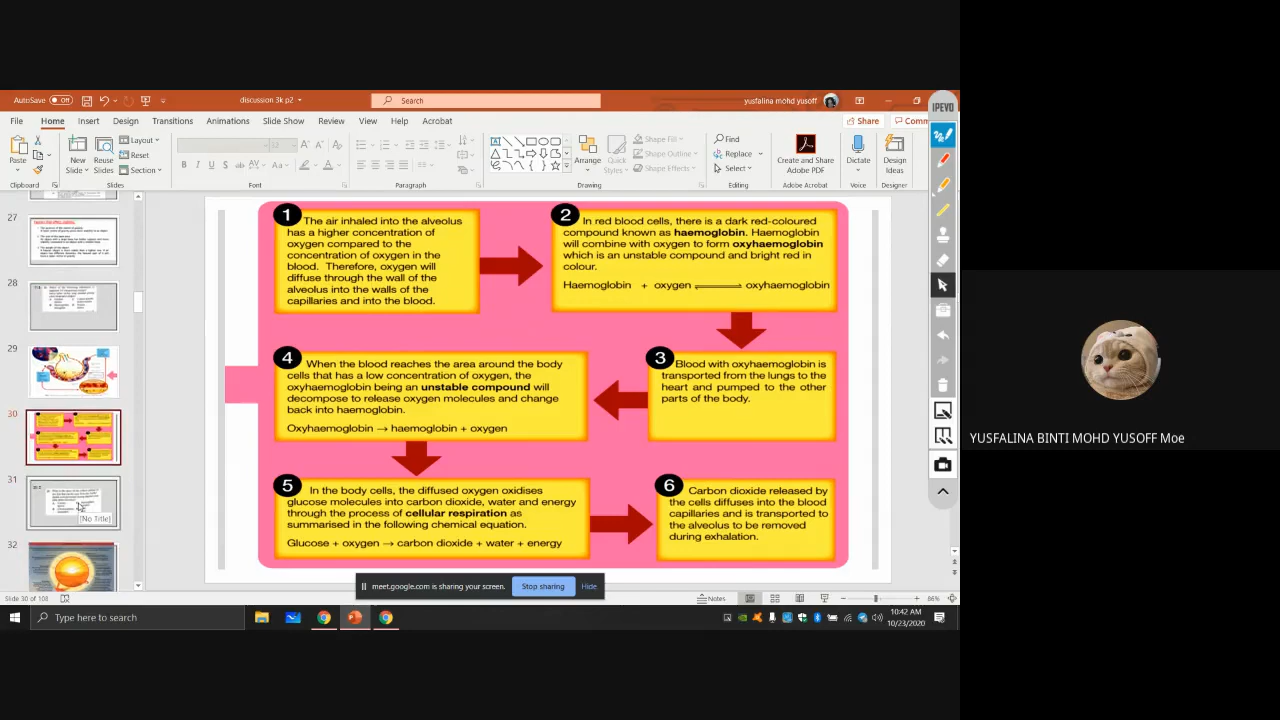 AutoSave Off
discussion 3k p2
Search
yusfalina mohd yusoff
IPEVO
File Home Insert Design Transitions Animations Slide Show Review View Help Acrobat
Share Comm
Paste
New Slide
Reuse Slides
Layout
Reset
Section
Arrange
Quick Styles
Shape Fill
Shape Outline
Shape Effects
Find
Replace
Select
Create and Share Adobe PDF
Dictate
Design Ideas
Clipboard Slides Font Paragraph Drawing Editing Adobe Acrobat Voice Designer
27
28
29
30
31
[No Title]
32
1
The air inhaled into the alveolus
has a higher concentration of
oxygen compared to the
concentration of oxygen in the
blood. Therefore, oxygen will
diffuse through the wall of the
alveolus into the walls of the
capillaries and into the blood.
2
In red blood cells, there is a dark red-coloured
compound known as haemoglobin. Haemoglobin
will combine with oxygen to form oxyhaemoglobin
which is an unstable compound and bright red in
colour.
Haemoglobin + oxygen ⇌ oxyhaemoglobin
3
Blood with oxyhaemoglobin is
transported from the lungs to the
heart and pumped to the other
parts of the body.
4
When the blood reaches the area around the body
cells that has a low concentration of oxygen, the
oxyhaemoglobin being an unstable compound will
decompose to release oxygen molecules and change
back into haemoglobin.
Oxyhaemoglobin → haemoglobin + oxygen
5
In the body cells, the diffused oxygen oxidises
glucose molecules into carbon dioxide, water and energy
through the process of cellular respiration as
summarised in the following chemical equation.
Glucose + oxygen → carbon dioxide + water + energy
6
Carbon dioxide released by
the cells diffuses into the blood
capillaries and is transported to
the alveolus to be removed
during exhalation.
meet.google.com is sharing your screen. Stop sharing Hide
Slide 30 of 108
Notes
86%
Type here to search
10:42 AM
10/23/2020
YUSFALINA BINTI MOHD YUSOFF Moe